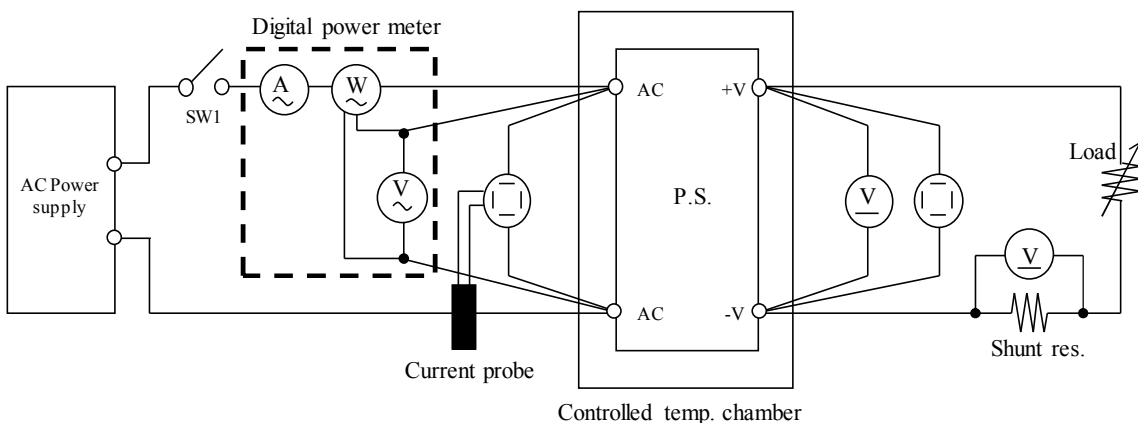 Digital power meter
A
W
SW1
AC Power
supply
V
AC
+V
P.S.
V
Load
V
AC
-V
Shunt res.
Current probe
Controlled temp. chamber